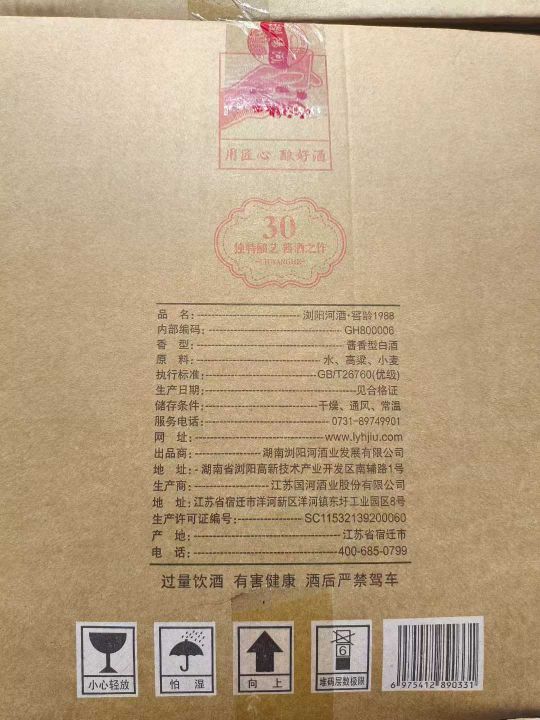 用匠心 酿好酒
30
独特酿艺 酱酒之作
LIUYANGHE
品 名: 浏阳河酒·窖龄1988
内部编码: GH800006
香 型: 酱香型白酒
原 料: 水、高粱、小麦
执行标准: GB/T26760(优级)
生产日期: 见合格证
储存条件: 干燥、通风、常温
服务电话: 0731-89749901
网 址: www.lyhjiu.com
出品商: 湖南浏阳河酒业发展有限公司
地 址: 湖南省浏阳高新技术产业开发区南辅路1号
生产商: 江苏国河酒业股份有限公司
地 址: 江苏省宿迁市洋河新区洋河镇东圩工业园区8号
生产许可证编号: SC11532139200060
产 地: 江苏省宿迁市
电 话: 400-685-0799
过量饮酒 有害健康 酒后严禁驾车
小心轻放
怕 湿
向 上
6
堆码层数极限
6 975412 890331